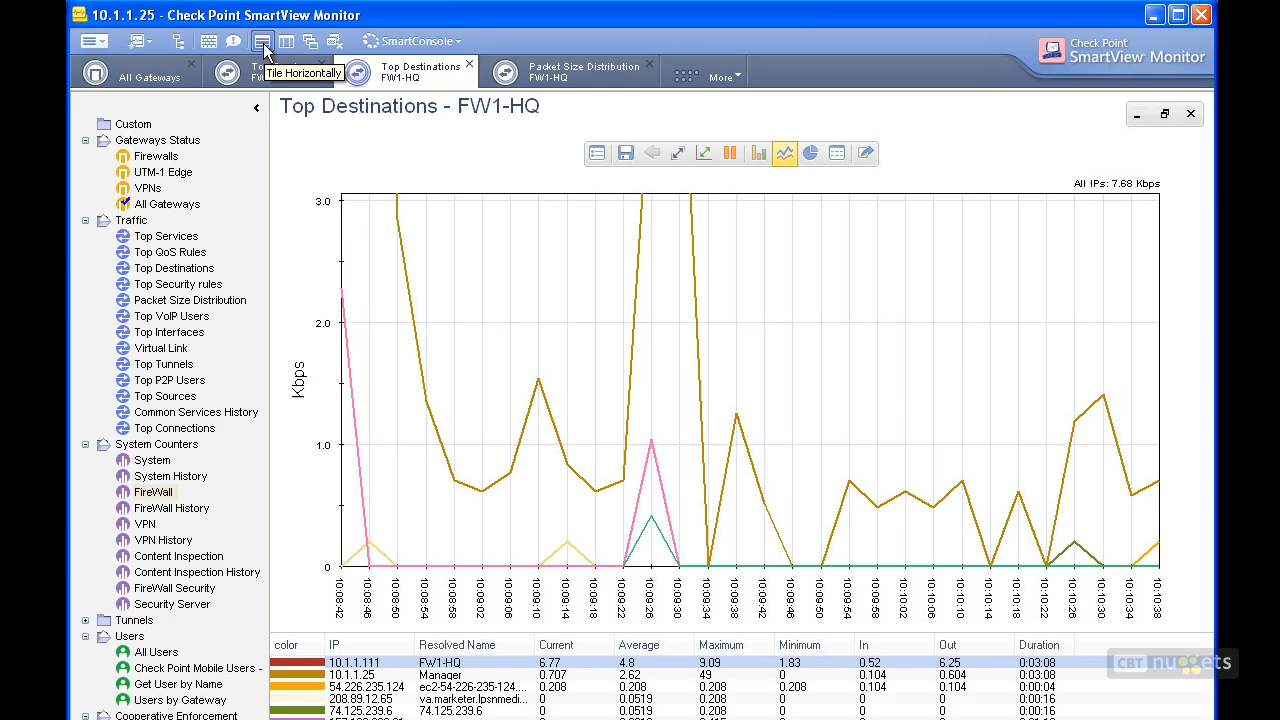 10.1.1.25 - Check Point SmartView Monitor
SmartConsole
Check Point
SmartView Monitor
All Gateways
Tile Horizontally
Top Destinations
FW1-HQ
Packet Size Distribution
FW1-HQ
More
Top Destinations - FW1-HQ
Custom
Gateways Status
Firewalls
UTM-1 Edge
VPNs
All Gateways
Traffic
Top Services
Top QoS Rules
Top Destinations
Top Security rules
Packet Size Distribution
Top VoIP Users
Top Interfaces
Virtual Link
Top Tunnels
Top P2P Users
Top Sources
Common Services History
Top Connections
System Counters
System
System History
FireWall
FireWall History
VPN
VPN History
Content Inspection
Content Inspection History
FireWall Security
Security Server
Tunnels
Users
All Users
Check Point Mobile Users -
Get User by Name
Users by Gateway
Cooperative Enforcement
All IPs: 7.68 Kbps
3.0
2.0
1.0
0
Kbps
10:08:42 10:08:46 10:08:50 10:08:54 10:08:58 10:09:02 10:09:06 10:09:10 10:09:14 10:09:18 10:09:22 10:09:26 10:09:30 10:09:34 10:09:38 10:09:42 10:09:46 10:09:50 10:09:54 10:09:58 10:10:02 10:10:06 10:10:10 10:10:14 10:10:18 10:10:22 10:10:26 10:10:30 10:10:34 10:10:38
color IP Resolved Name Current Average Maximum Minimum In Out Duration
10.1.1.111 FW1-HQ 6.77 4.8 9.09 1.83 0.52 6.25 0:03:08
10.1.1.25 Manager 0.707 2.62 0 0.104 0.604 0:03:08
54.226.235.124 ec2-54-226-235-124... 0.208 0.208 0.104 0.104 0:00:04
208.89.12.65 va.marketer.lpsnmedi... 0 0.0519 0 0 0 0:00:16
74.125.239.6 74.125.239.6 0 0.0519 0.208 0 0 0 0:00:16
CBT nuggets